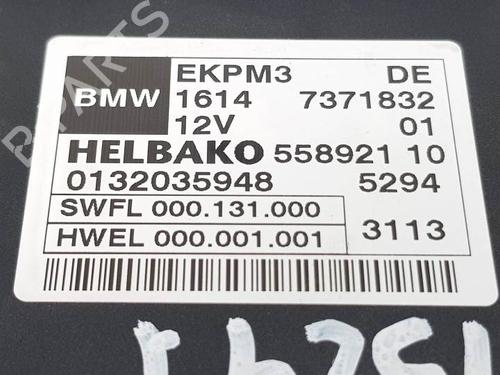 EKPM3 DE
BMW 1614 7371832
12V 01
HELBAKO 558921 10
0132035948 5294
SWFL 000.131.000
HWEL 000.001.001 3113
B-PARTS